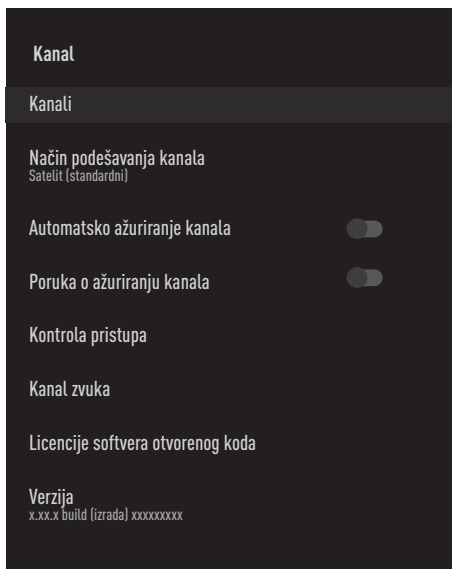 Kanal
Kanali
Način podešavanja kanala
Satelit (standardni)
Automatsko ažuriranje kanala
Poruka o ažuriranju kanala
Kontrola pristupa
Kanal zvuka
Licencije softvera otvorenog koda
Verzija
x.xx.x build (izrada) xxxxxxxxx